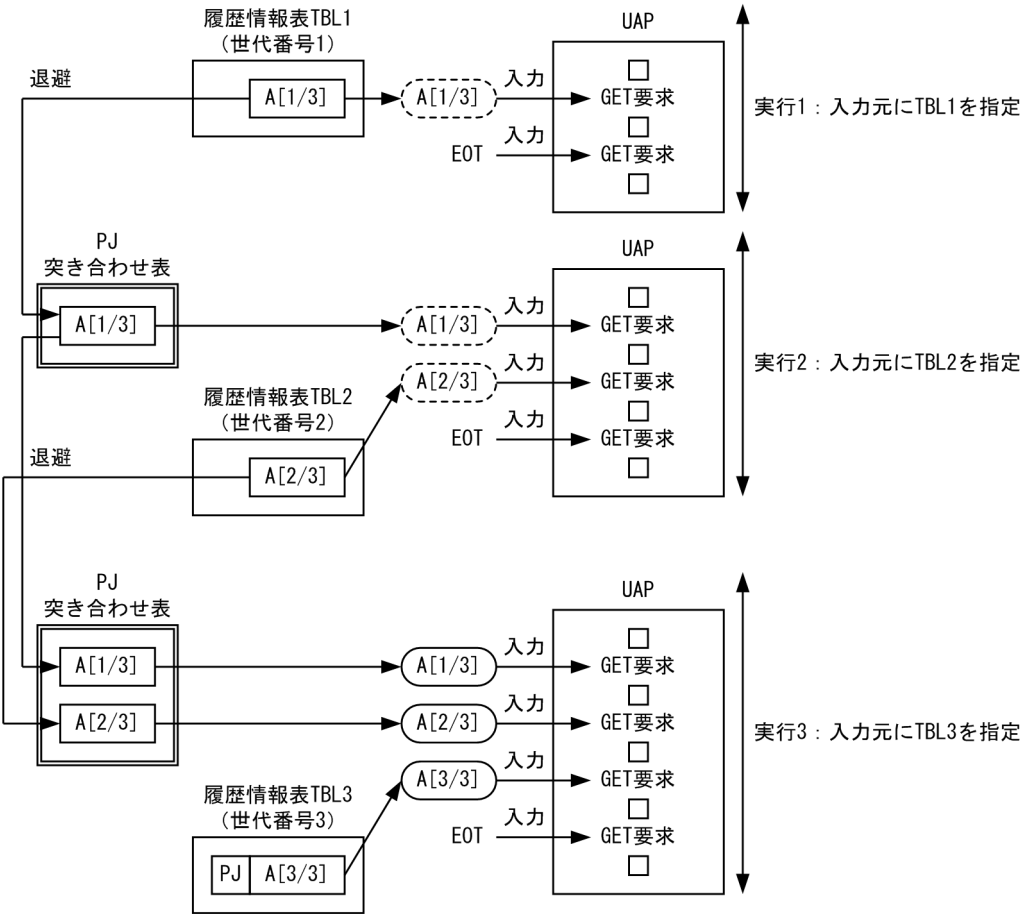 履歴情報表TBL1
（世代番号1）
UAP
退避
A[1/3]
A[1/3]
入力
GET要求
実行1：入力元にTBL1を指定
入力
EOT
GET要求
PJ
突き合わせ表
UAP
A[1/3]
A[1/3]
入力
GET要求
入力
A[2/3]
GET要求
実行2：入力元にTBL2を指定
履歴情報表TBL2
（世代番号2）
入力
EOT
GET要求
退避
A[2/3]
PJ
突き合わせ表
UAP
A[1/3]
A[1/3]
入力
GET要求
A[2/3]
A[2/3]
入力
GET要求
実行3：入力元にTBL3を指定
入力
A[3/3]
GET要求
履歴情報表TBL3
（世代番号3）
入力
EOT
GET要求
PJ
A[3/3]